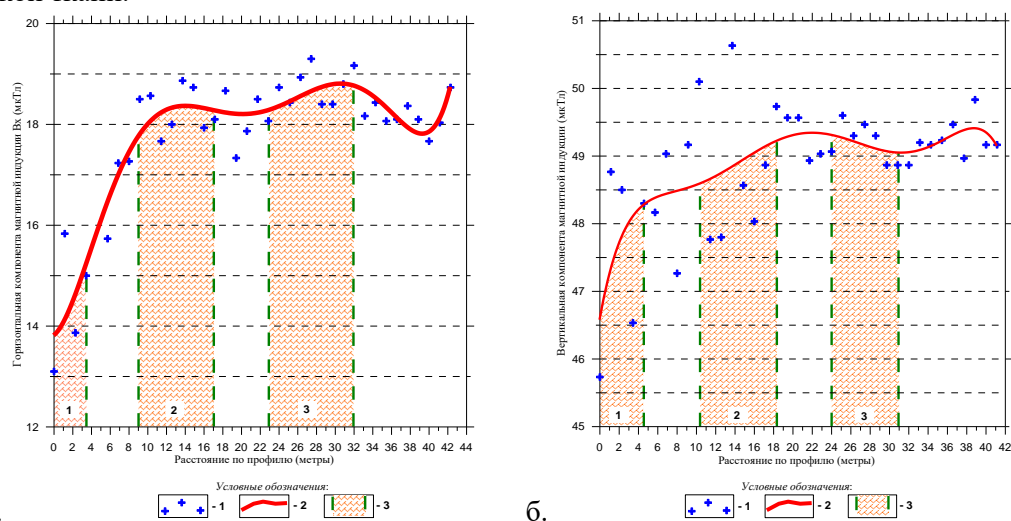 Горизонтальная компонента магнитной индукции Bx (мкТл)
20
18
16
14
12
1
2
3
0 2 4 6 8 10 12 14 16 18 20 22 24 26 28 30 32 34 36 38 40 42 44
Расстояние по профилю (метры)
Условные обозначения:
- 1
- 2
- 3
Вертикальная компонента магнитной индукции (мкТл)
51
50
49
48
47
46
45
1
2
3
0 2 4 6 8 10 12 14 16 18 20 22 24 26 28 30 32 34 36 38 40 42
Расстояние по профилю (метры)
Условные обозначения:
- 1
- 2
- 3
б.